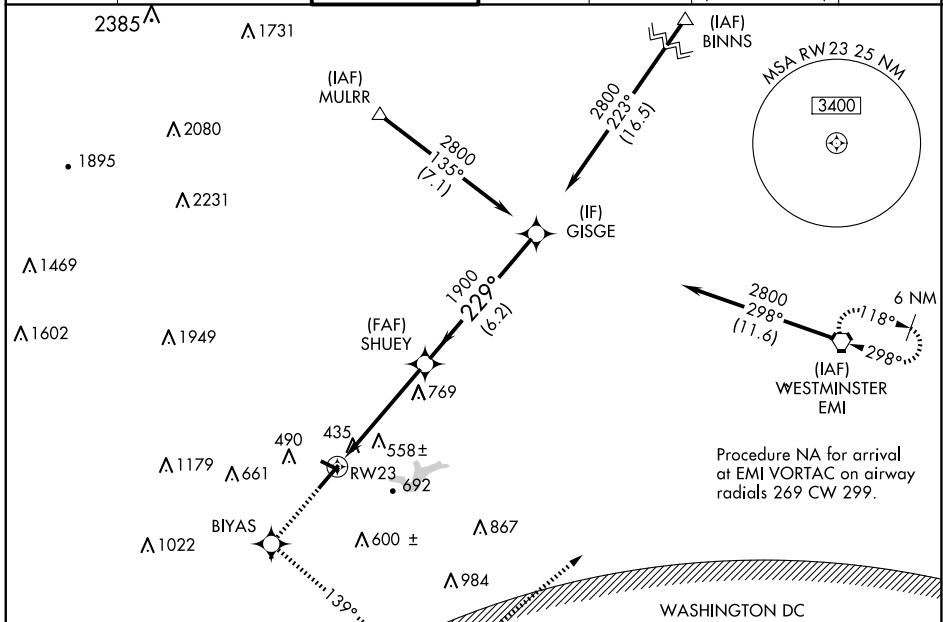 2385
1731
(IAF)
BINNS
MSA RW23 25 NM
3400
(IAF)
MULRR
2800
223°
(16.5)
2080
2800
135°
(7.1)
1895
2231
(IF)
GISGE
1469
1900
229°
(6.2)
2800
298°
(11.6)
6 NM
118°
298°
1602
1949
(FAF)
SHUEY
(IAF)
WESTMINSTER
EMI
769
490
435
558±
1179
661
RW23
692
Procedure NA for arrival
at EMI VORTAC on airway
radials 269 CW 299.
BIYAS
1022
600 ±
867
984
139°
WASHINGTON DC